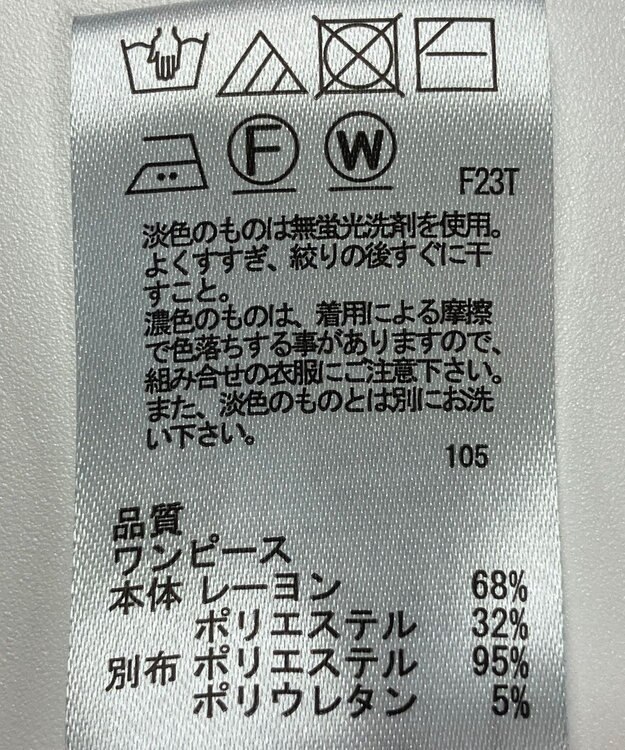 F W
F23T
淡色のものは無蛍光洗剤を使用。
よくすすぎ、絞りの後すぐに干
すこと。
濃色のものは、着用による摩擦
で色落ちする事がありますので、
組み合せの衣服にご注意下さい。
また、淡色のものとは別にお洗
い下さい。
105
品質
ワンピース
本体 レーヨン 68%
ポリエステル 32%
別布 ポリエステル 95%
ポリウレタン 5%